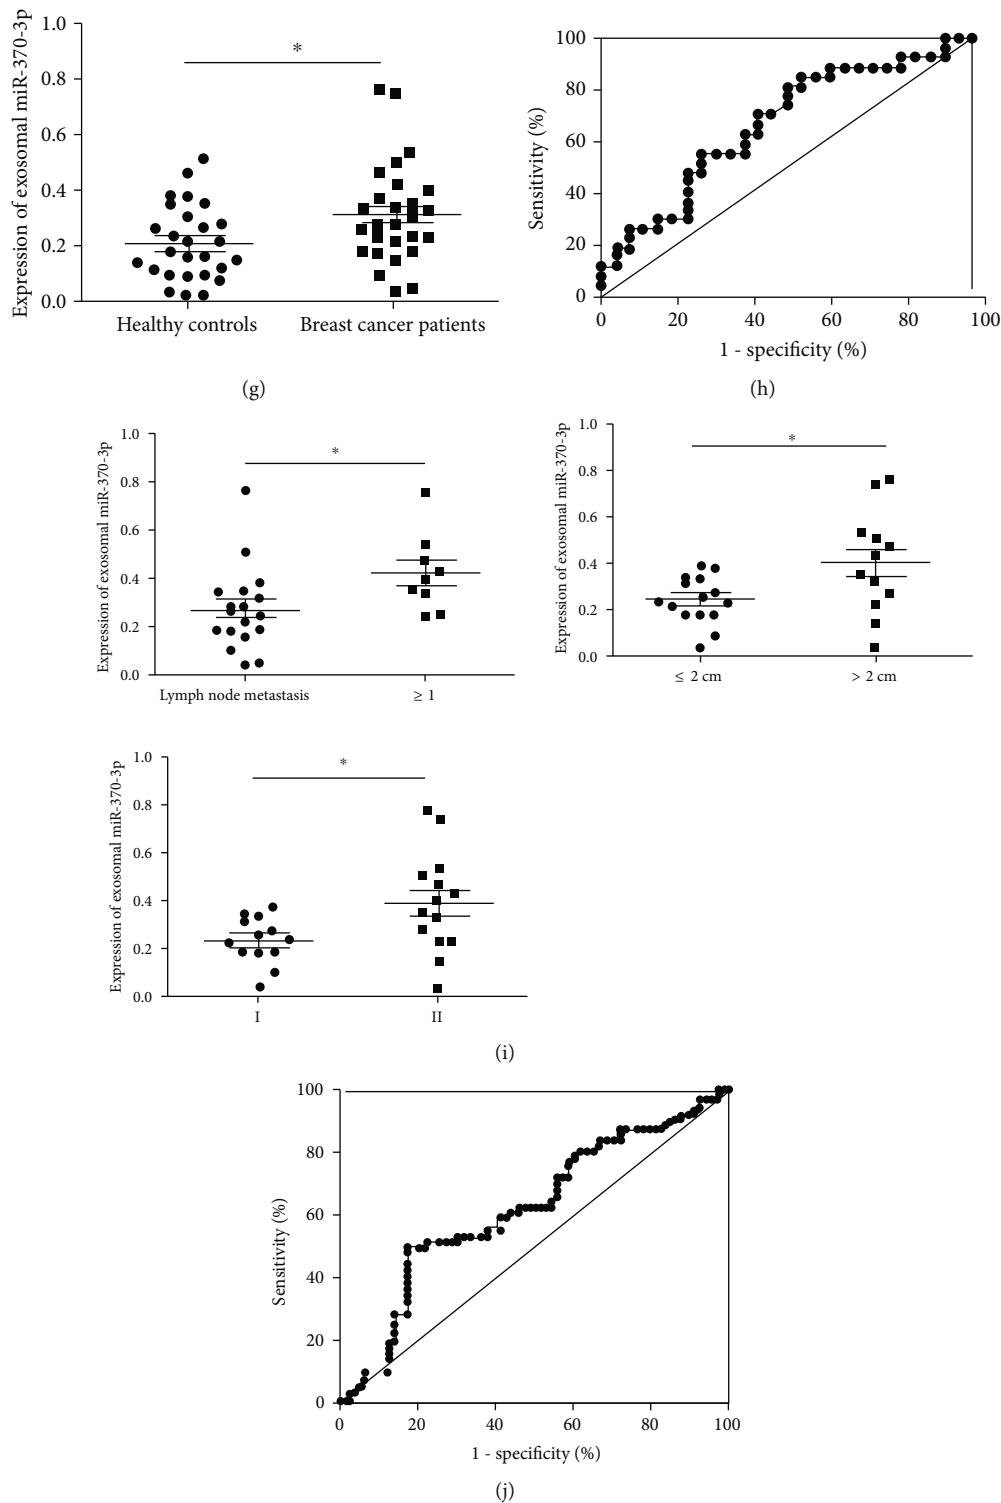 Expression of exosomal miR-370-3p
1.0
0.8
0.6
0.4
0.2
0.0
*
Healthy controls
Breast cancer patients
(g)
Sensitivity (%)
100
80
60
40
20
0
0
20
40
60
80
100
1 - specificity (%)
(h)
Expression of exosomal miR-370-3p
1.0
0.8
0.6
0.4
0.2
0.0
*
Lymph node metastasis
≥ 1
Expression of exosomal miR-370-3p
1.0
0.8
0.6
0.4
0.2
0.0
*
≤ 2 cm
> 2 cm
Expression of exosomal miR-370-3p
1.0
0.8
0.6
0.4
0.2
0.0
*
I
II
(i)
Sensitivity (%)
100
80
60
40
20
0
0
20
40
60
80
100
1 - specificity (%)
(j)